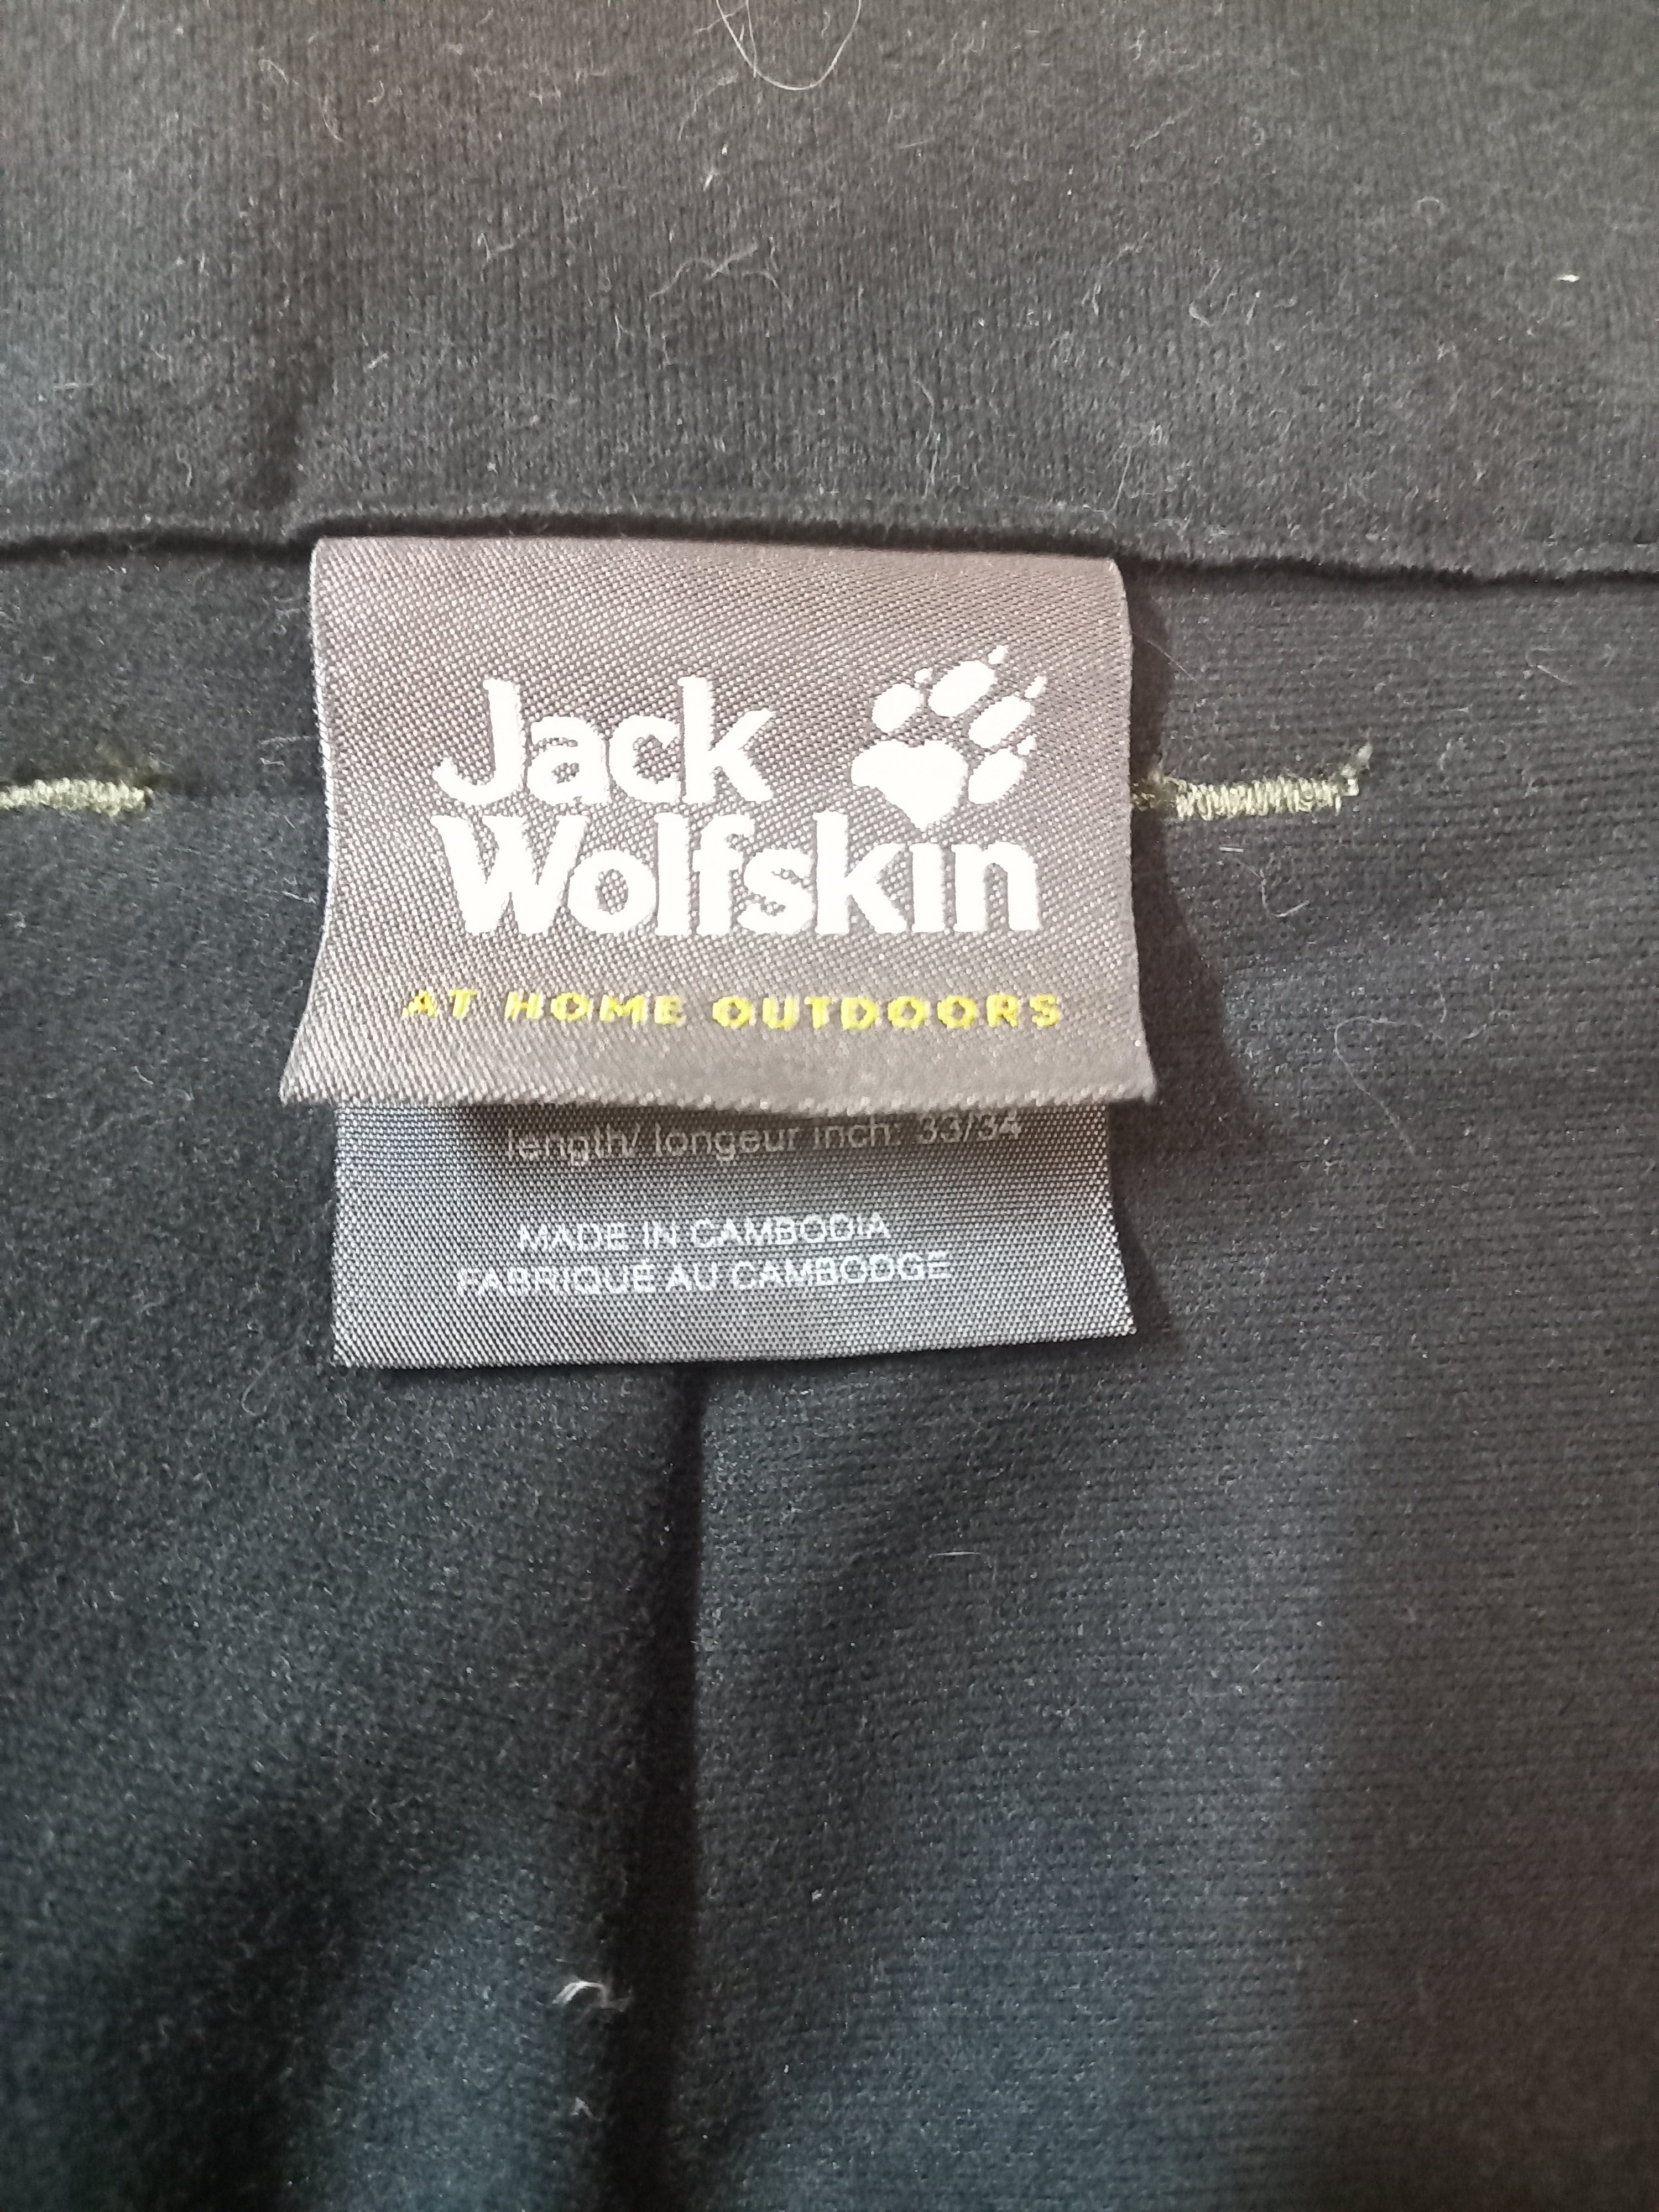 Jack
Wolfskin
AT HOME OUTDOORS
length/ longeur inch: 33/34
MADE IN CAMBODIA
FABRIQUÉ AU CAMBODGE